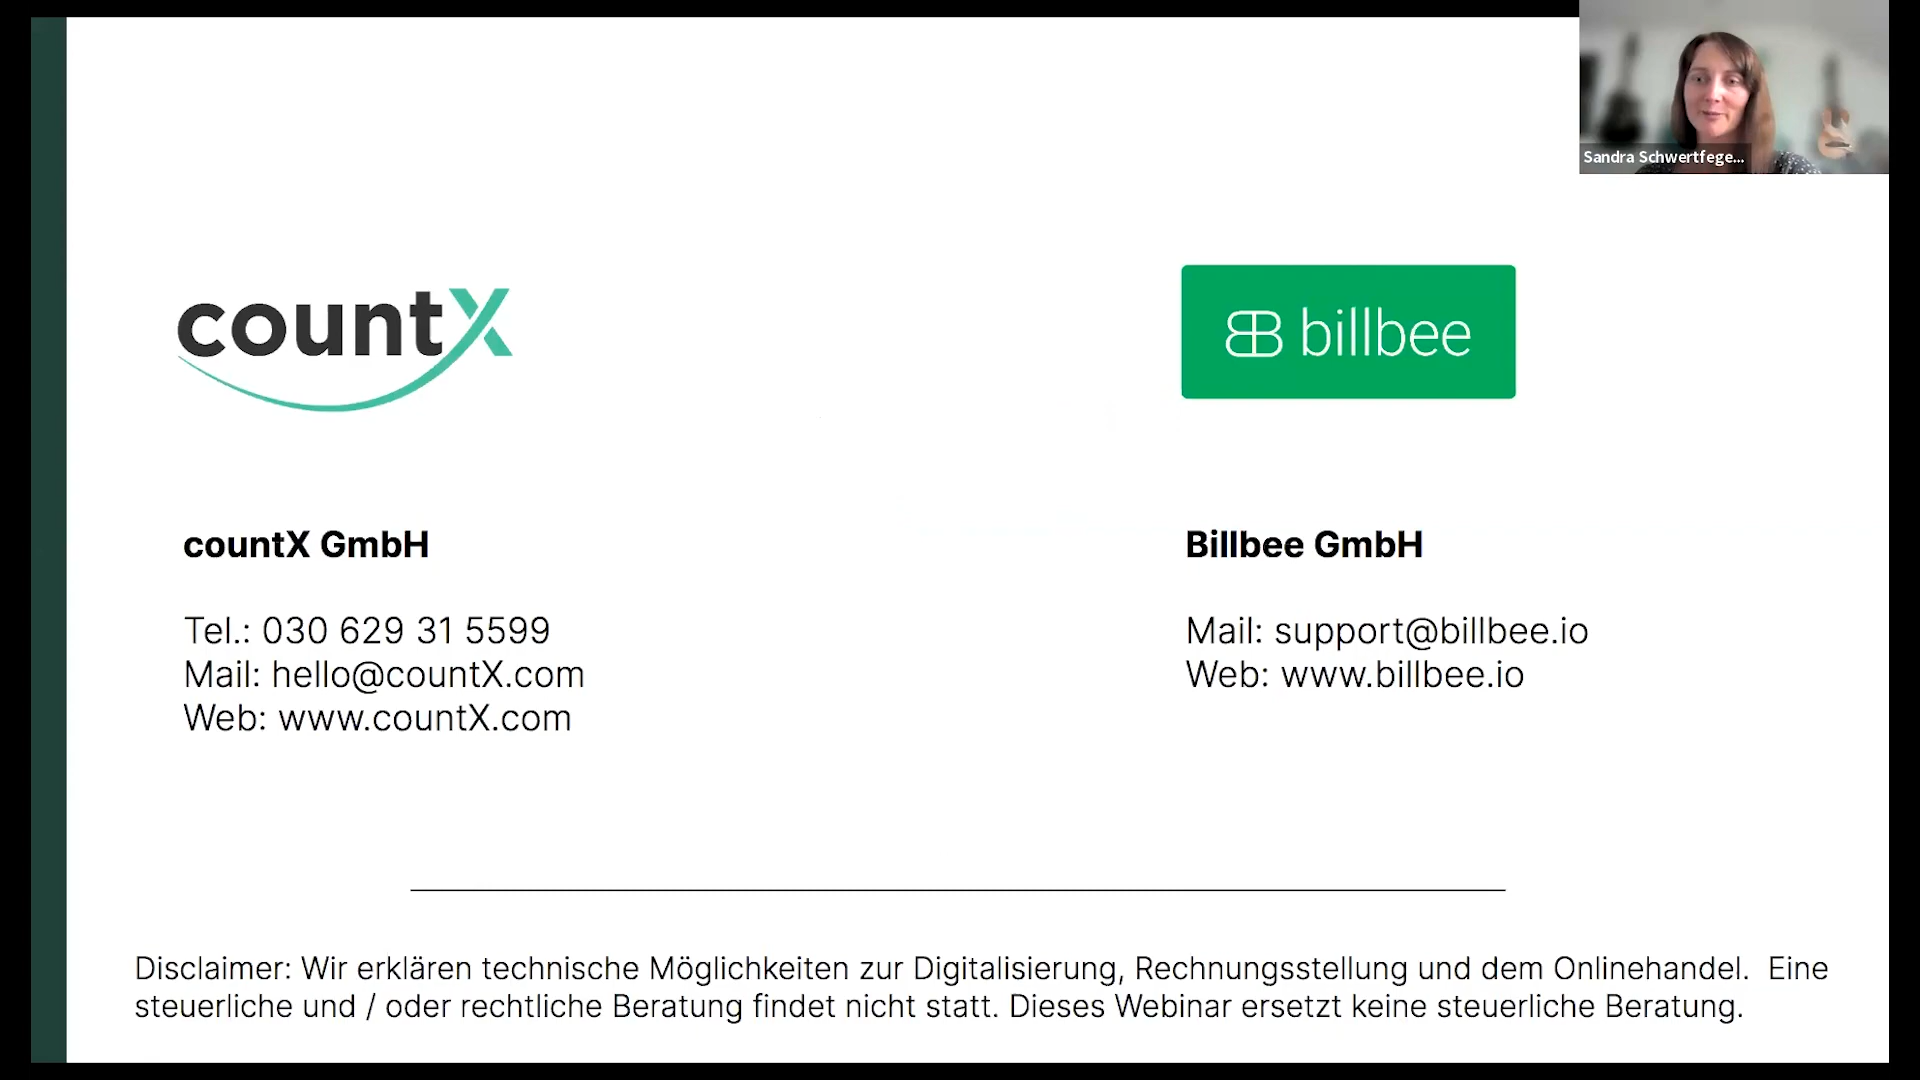 Sandra Schwertfege...
countX
billbee
countX GmbH
Tel.: 030 629 31 5599
Mail: hello@countX.com
Web: www.countX.com
Billbee GmbH
Mail: support@billbee.io
Web: www.billbee.io
Disclaimer: Wir erklären technische Möglichkeiten zur Digitalisierung, Rechnungsstellung und dem Onlinehandel. Eine
steuerliche und / oder rechtliche Beratung findet nicht statt. Dieses Webinar ersetzt keine steuerliche Beratung.